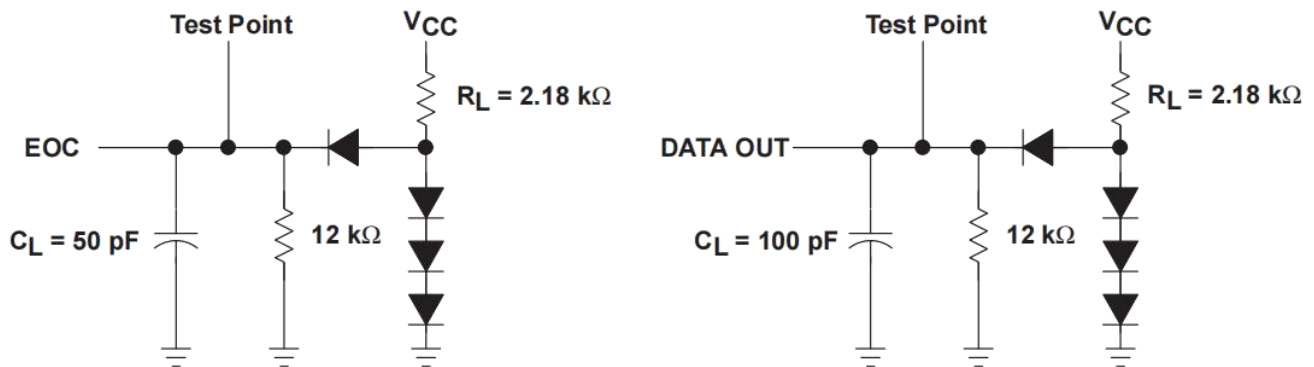 Test Point
VCC
RL = 2.18 kΩ
EOC
CL = 50 pF
12 kΩ
Test Point
VCC
RL = 2.18 kΩ
DATA OUT
CL = 100 pF
12 kΩ